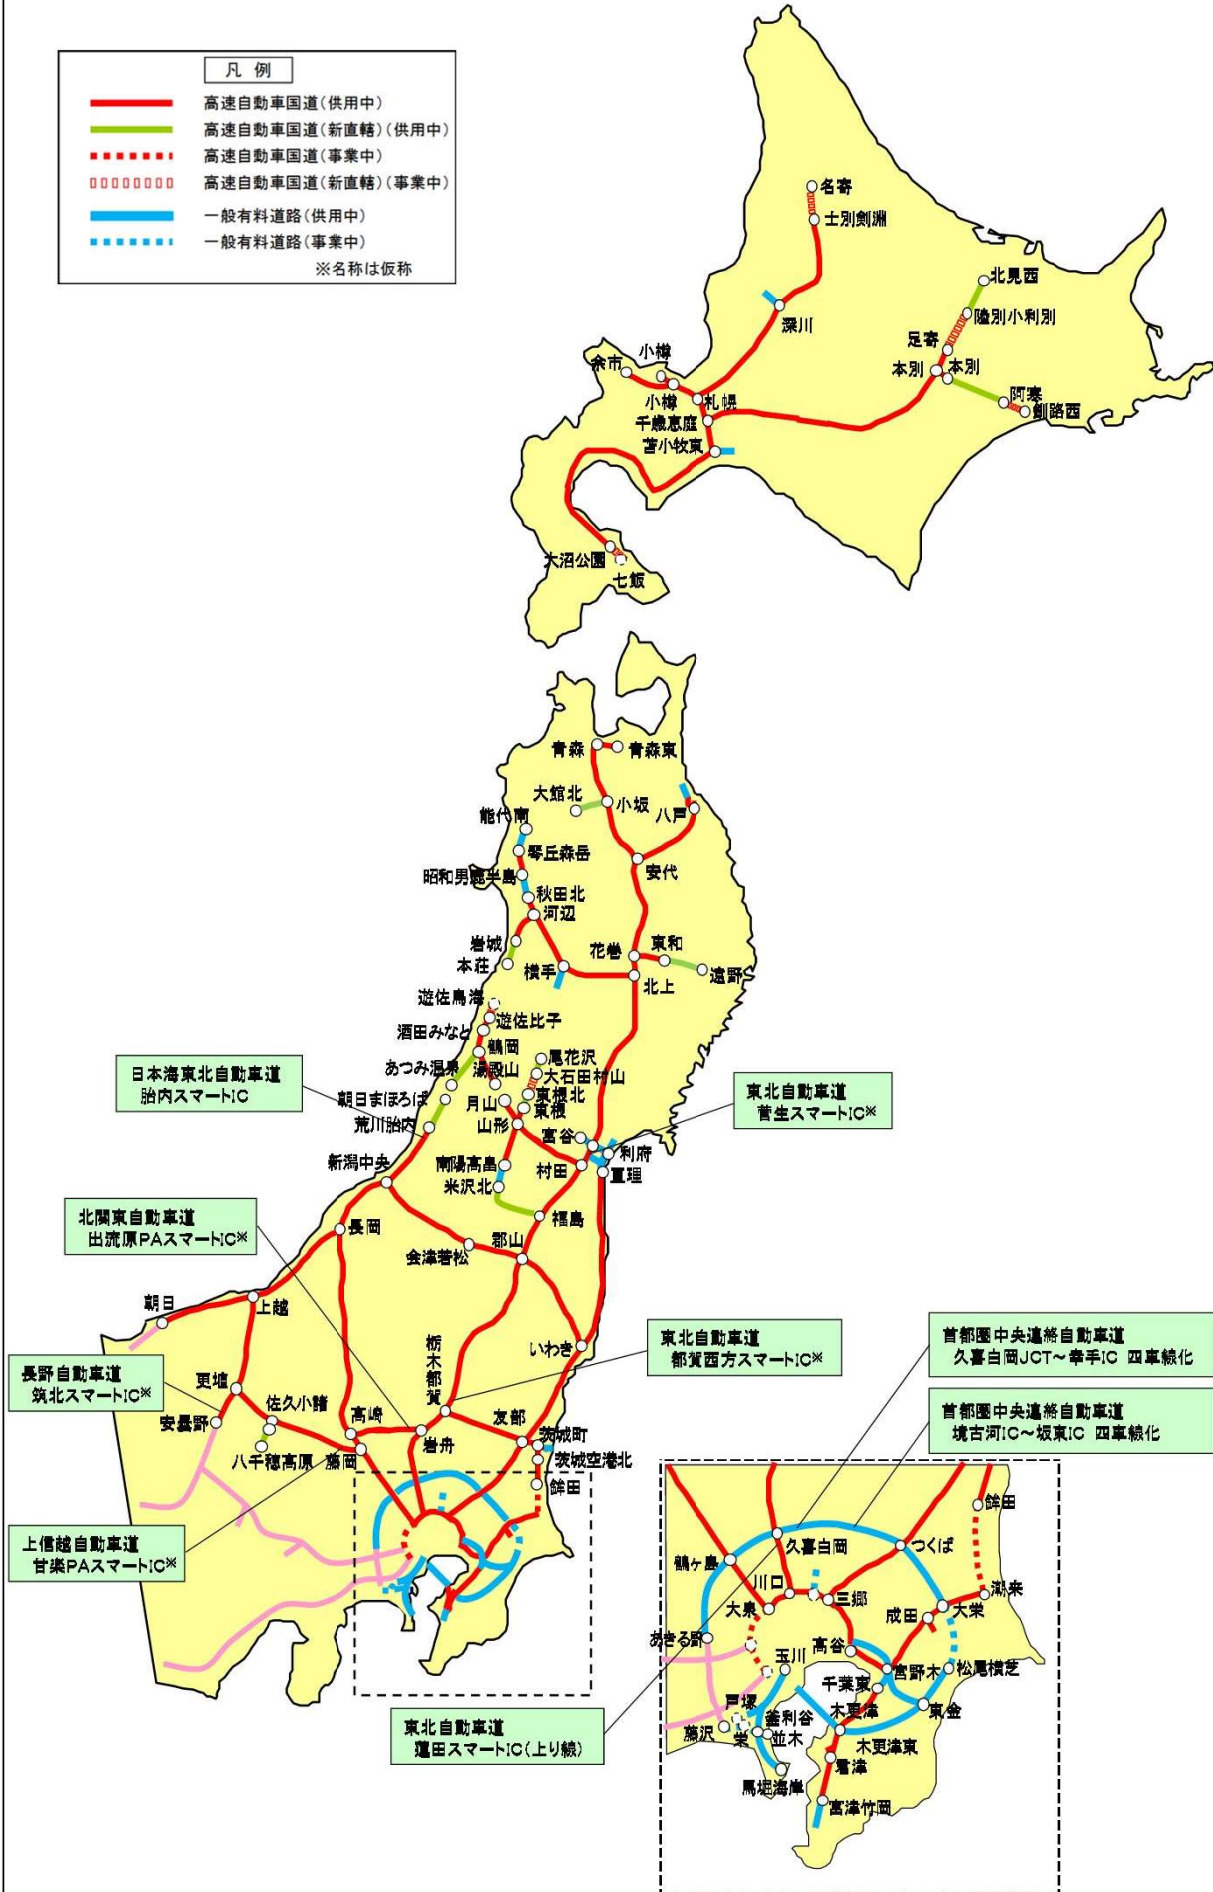 凡 例
高速自動車国道(供用中)
高速自動車国道(新直轄)(供用中)
高速自動車国道(事業中)
高速自動車国道(新直轄)(事業中)
一般有料道路(供用中)
一般有料道路(事業中)
※名称は仮称
名寄
士別剣淵
北見西
陸別小利別
深川
足寄
小樽
余市
本別
本別
小樽
札幌
阿寒
釧路西
千歳恵庭
苫小牧東
大沼公園
七飯
青森
青森東
大館北
小坂
八戸
能代南
琴丘森岳
安代
昭和男鹿半島
秋田北
河辺
岩城
花巻
東和
本荘
横手
遠野
北上
遊佐鳥海
遊佐比子
酒田みなと
鶴岡
尾花沢
あつみ温泉
湯殿山
大石田村山
日本海東北自動車道
胎内スマートIC
東北自動車道
菅生スマートIC※
朝日まほろば
月山
東根北
東根
荒川胎内
山形
富谷
利府
新潟中央
南陽高畠
村田
亘理
米沢北
北関東自動車道
出流原PAスマートIC※
福島
長岡
郡山
会津若松
朝日
上越
いわき
栃木都賀
東北自動車道
都賀西方スマートIC※
首都圏中央連絡自動車道
久喜白岡JCT～幸手IC 四車線化
長野自動車道
筑北スマートIC※
更埴
佐久小諸
安曇野
高崎
友部
首都圏中央連絡自動車道
境古河IC～坂東IC 四車線化
岩舟
茨城町
八千穂高原
藤岡
茨城空港北
鉾田
上信越自動車道
甘楽PAスマートIC※
鉾田
久喜白岡
つくば
鶴ヶ島
川口
三郷
潮来
大泉
成田
大栄
あきる野
高谷
玉川
宮野木
松尾横芝
千葉東
戸塚
釜利谷
木更津
東金
東北自動車道
蓮田スマートIC(上り線)
藤沢
栄
並木
木更津東
君津
馬堀海岸
富津竹岡